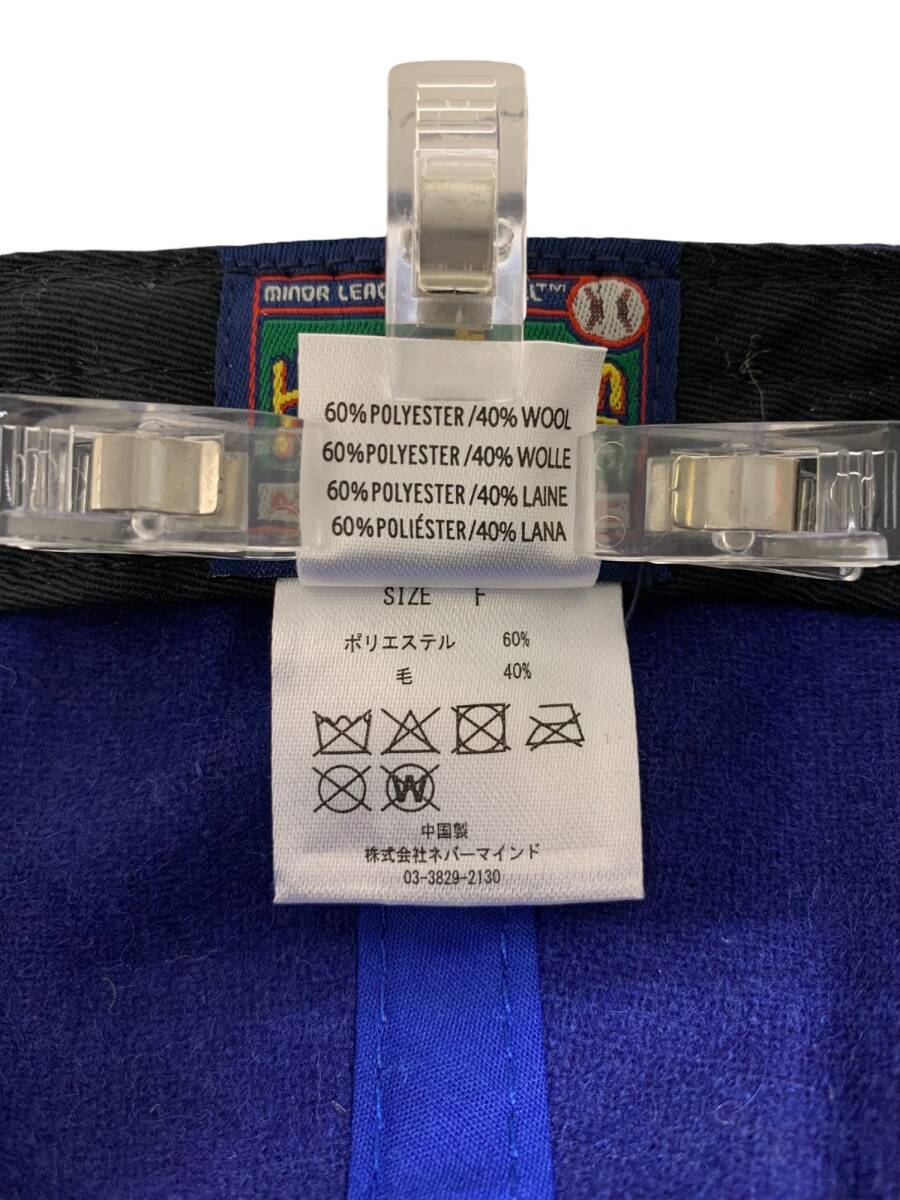 MINOR
60%POLYESTER/40% WOOL
60%POLYESTER/40% WOLLE
60%POLYESTER/40% LAINE
60%POLIÉSTER/40% LANA
SIZE F
ポリエステル 60%
毛 40%
W
中国製
株式会社ネバーマインド
03-3829-2130